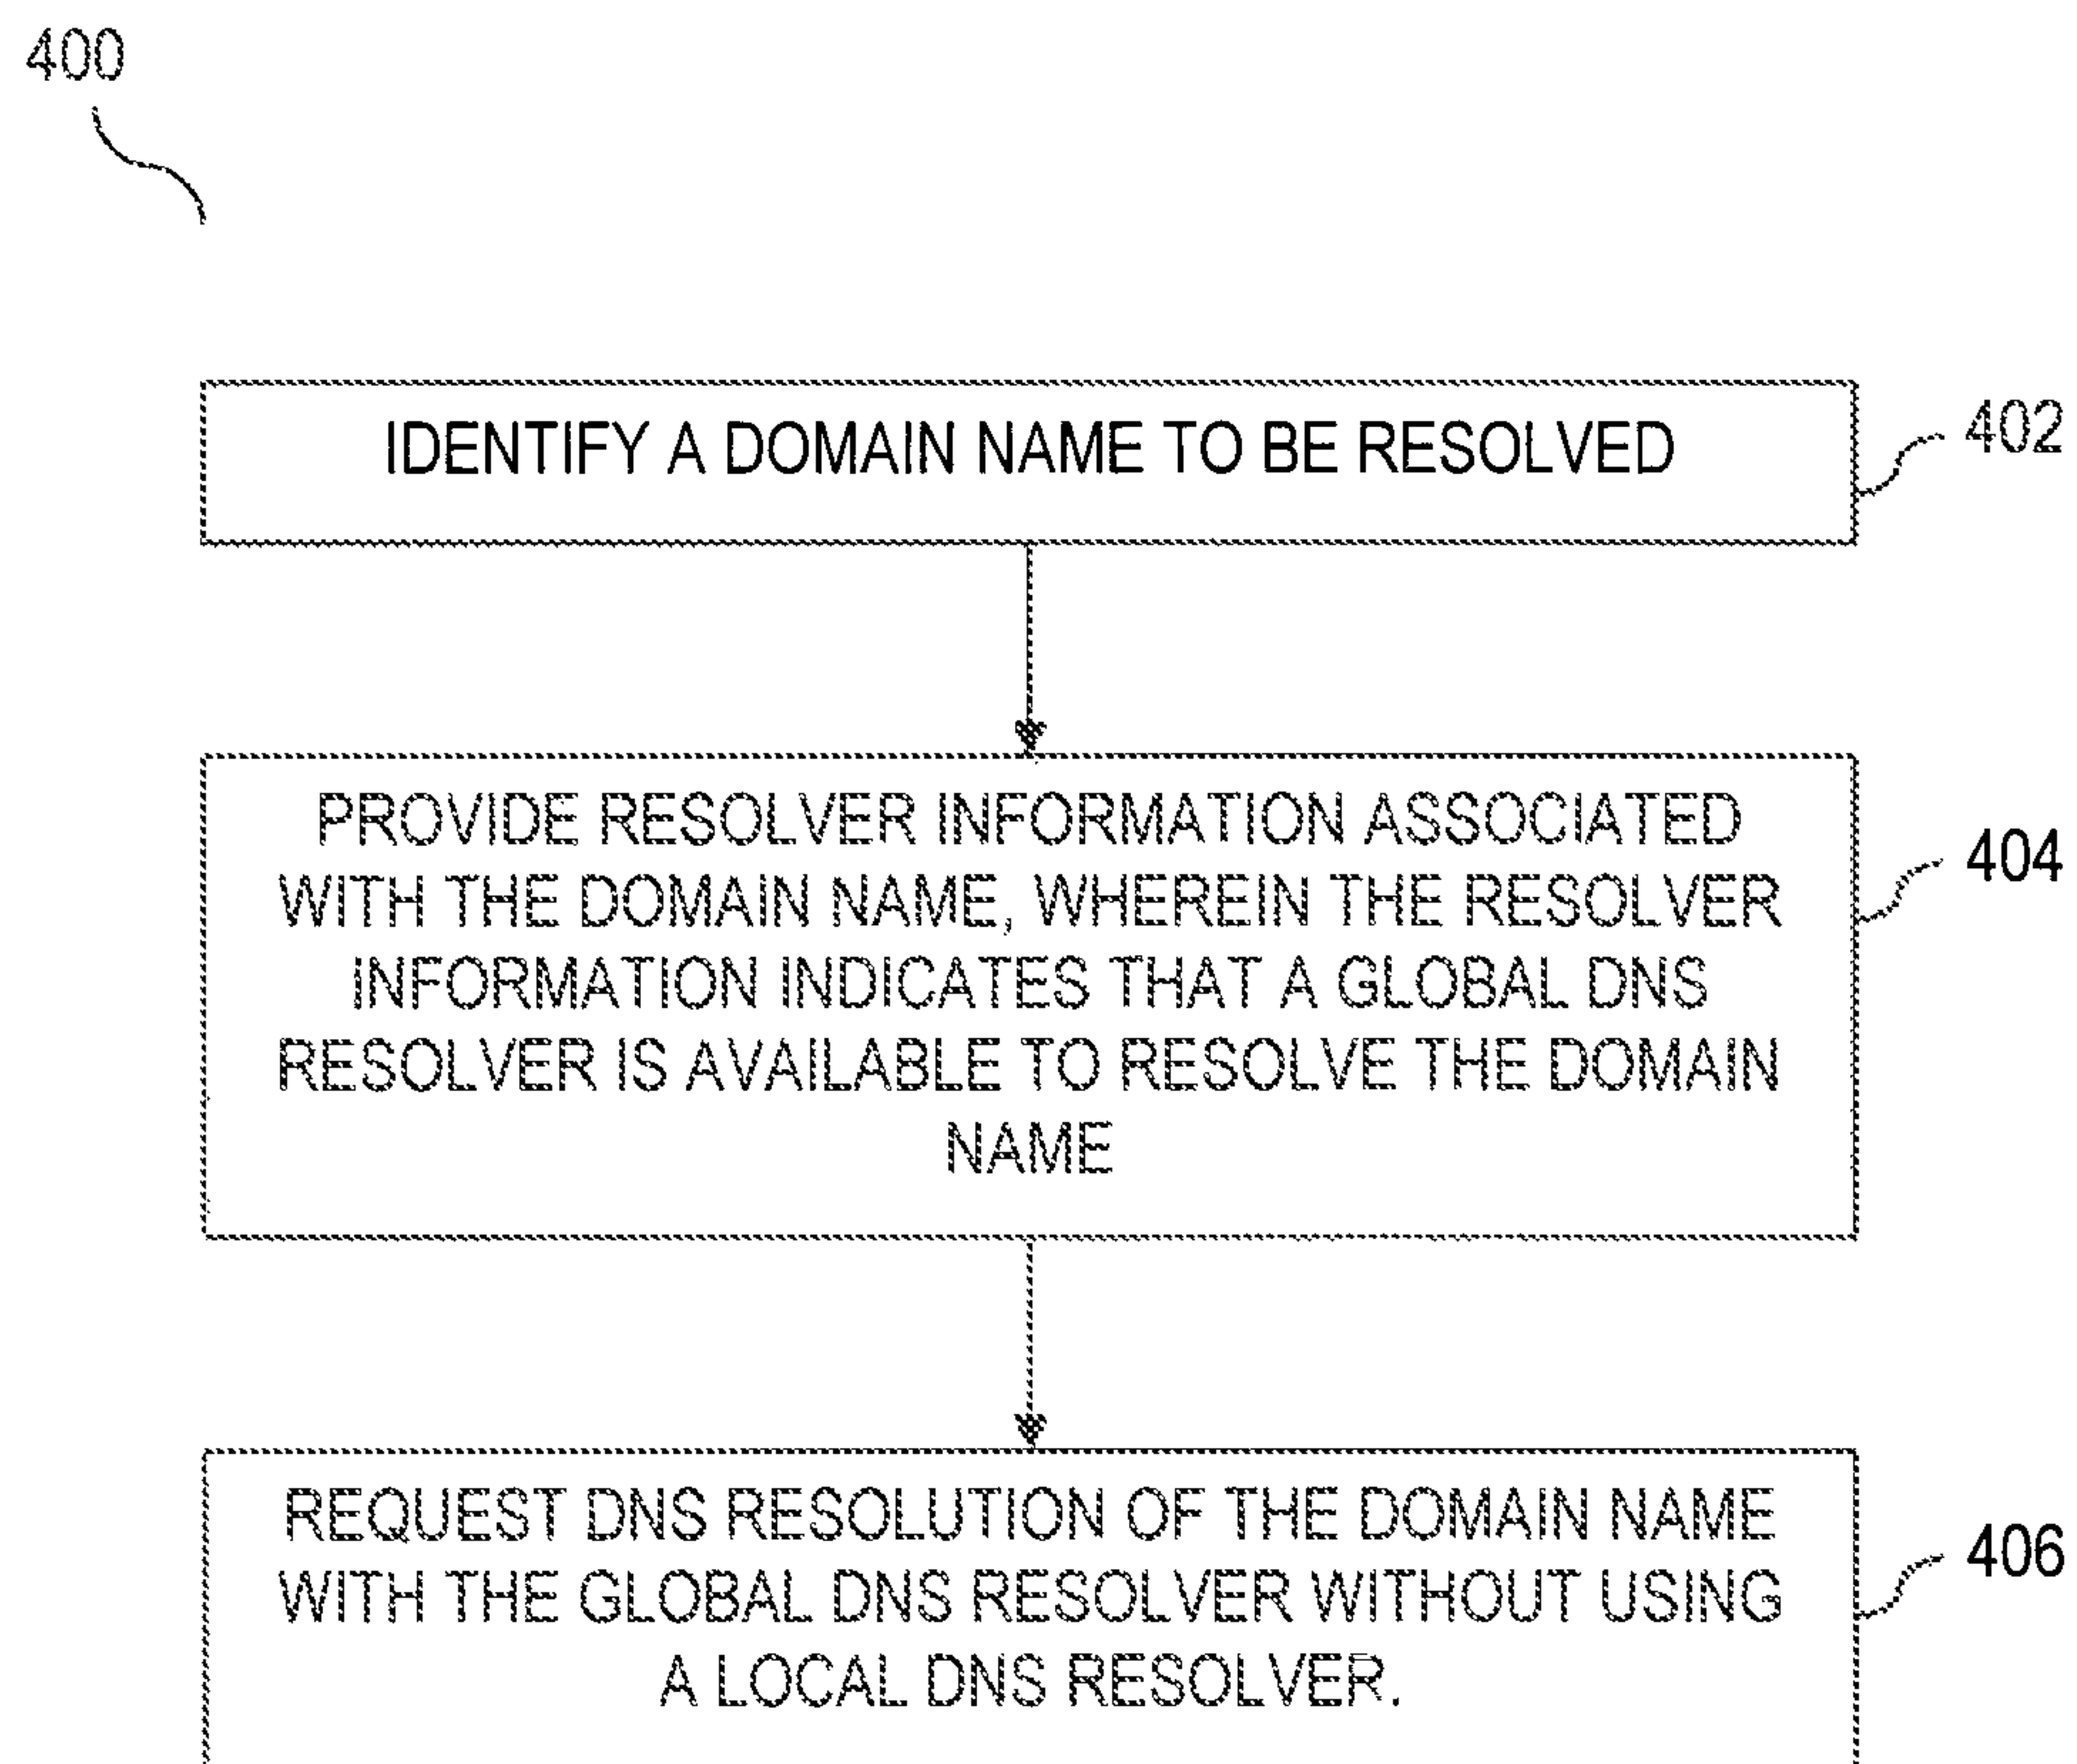 400
IDENTIFY A DOMAIN NAME TO BE RESOLVED
402
PROVIDE RESOLVER INFORMATION ASSOCIATED
WITH THE DOMAIN NAME, WHEREIN THE RESOLVER
INFORMATION INDICATES THAT A GLOBAL DNS
RESOLVER IS AVAILABLE TO RESOLVE THE DOMAIN
NAME
404
REQUEST DNS RESOLUTION OF THE DOMAIN NAME
WITH THE GLOBAL DNS RESOLVER WITHOUT USING
A LOCAL DNS RESOLVER.
406